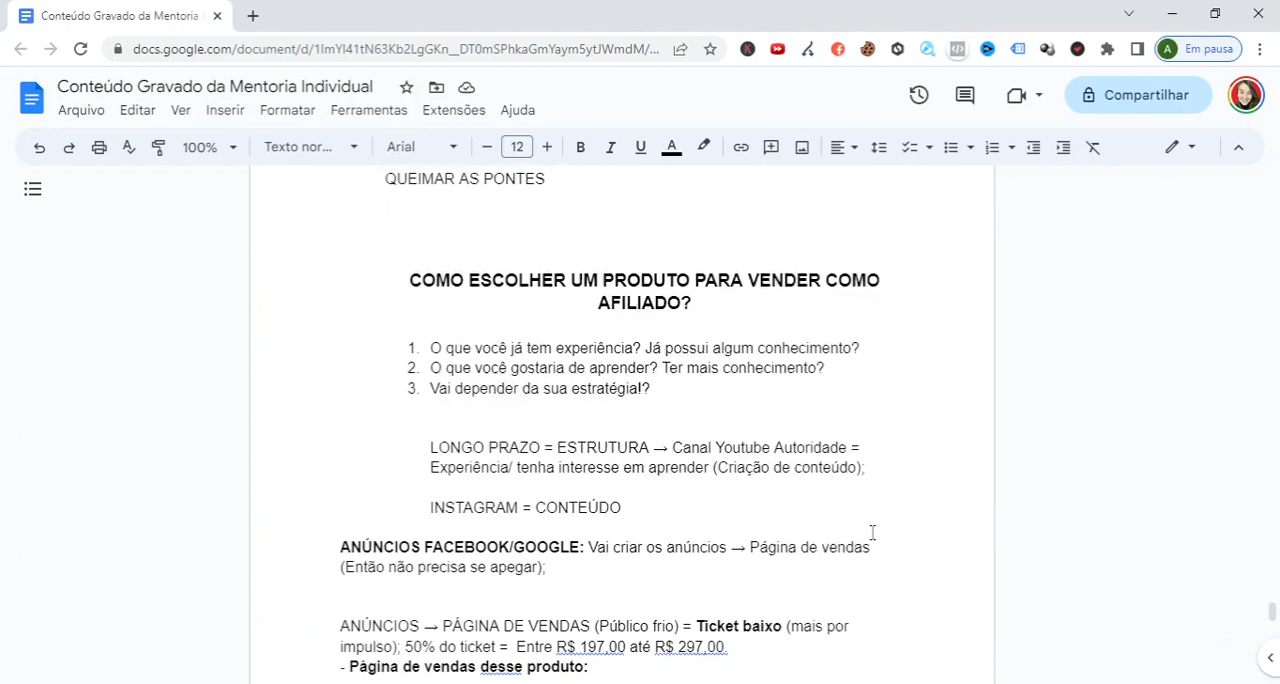 Conteúdo Gravado da Mentoria
docs.google.com/document/d/1ImYl41tN63Kb2LgGKn__DT0mSPhkaGmYaym5ytJWmdM/...
A Em pausa
Conteúdo Gravado da Mentoria Individual
Arquivo Editar Ver Inserir Formatar Ferramentas Extensões Ajuda
Compartilhar
100% Texto nor... Arial 12 B I U A
QUEIMAR AS PONTES
COMO ESCOLHER UM PRODUTO PARA VENDER COMO
AFILIADO?
1. O que você já tem experiência? Já possui algum conhecimento?
2. O que você gostaria de aprender? Ter mais conhecimento?
3. Vai depender da sua estratégia!?
LONGO PRAZO = ESTRUTURA → Canal Youtube Autoridade =
Experiência/ tenha interesse em aprender (Criação de conteúdo);
INSTAGRAM = CONTEÚDO
ANÚNCIOS FACEBOOK/GOOGLE: Vai criar os anúncios → Página de vendas
(Então não precisa se apegar);
ANÚNCIOS → PÁGINA DE VENDAS (Público frio) = Ticket baixo (mais por
impulso); 50% do ticket = Entre R$ 197,00 até R$ 297,00.
- Página de vendas desse produto: